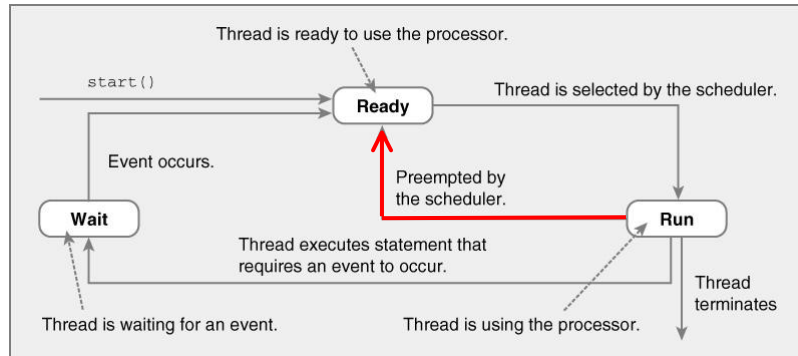 Thread is ready to use the processor.
start()
Ready
Thread is selected by the scheduler.
Event occurs.
Preempted by
the scheduler.
Wait
Run
Thread executes statement that
requires an event to occur.
Thread
terminates
Thread is waiting for an event.
Thread is using the processor.